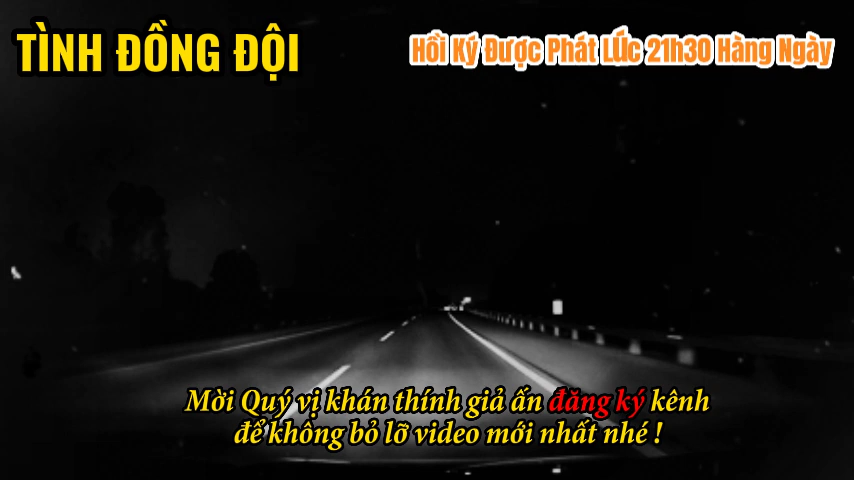 TÌNH ĐỒNG ĐỘI
Hồi Ký Được Phát Lức 21h30 Hàng Ngày
Mời Quý vị khán thính giả ấn đăng ký kênh
để không bỏ lỡ video mới nhất nhé !